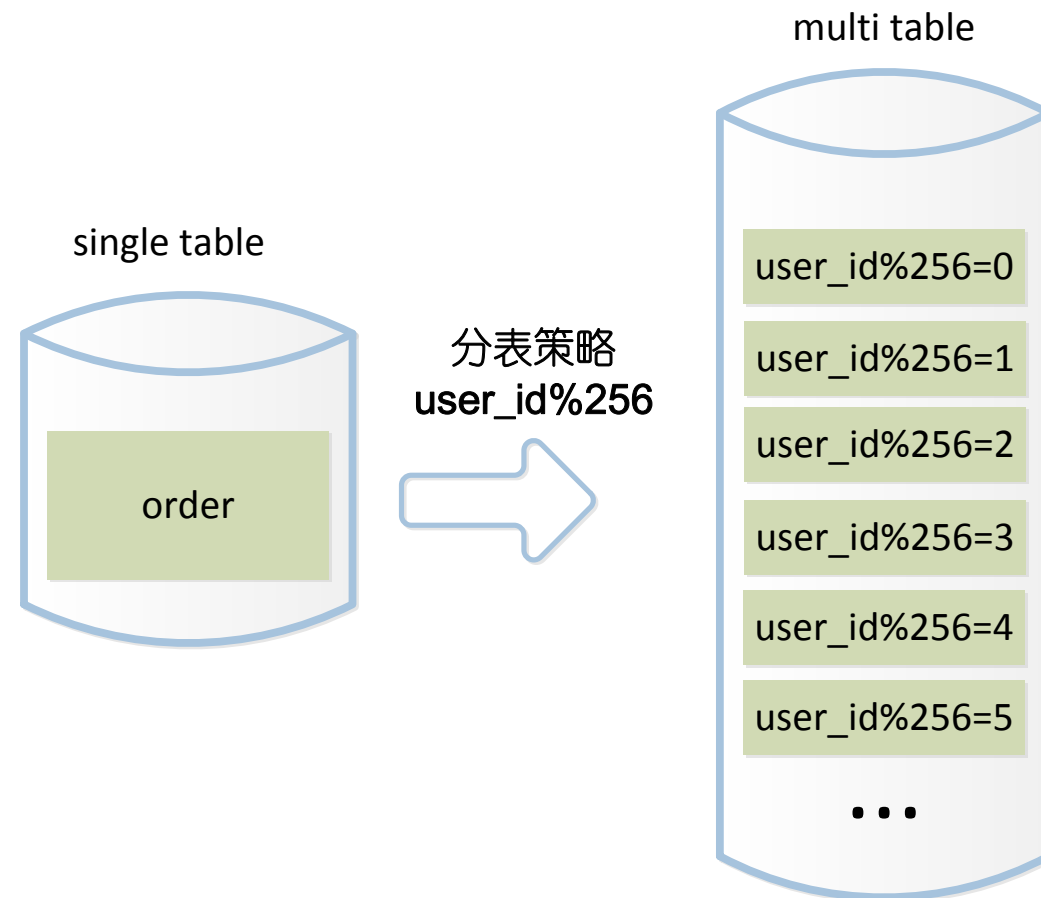 multi table
single table
order
分表策略
user_id%256
user_id%256=0
user_id%256=1
user_id%256=2
user_id%256=3
user_id%256=4
user_id%256=5
...